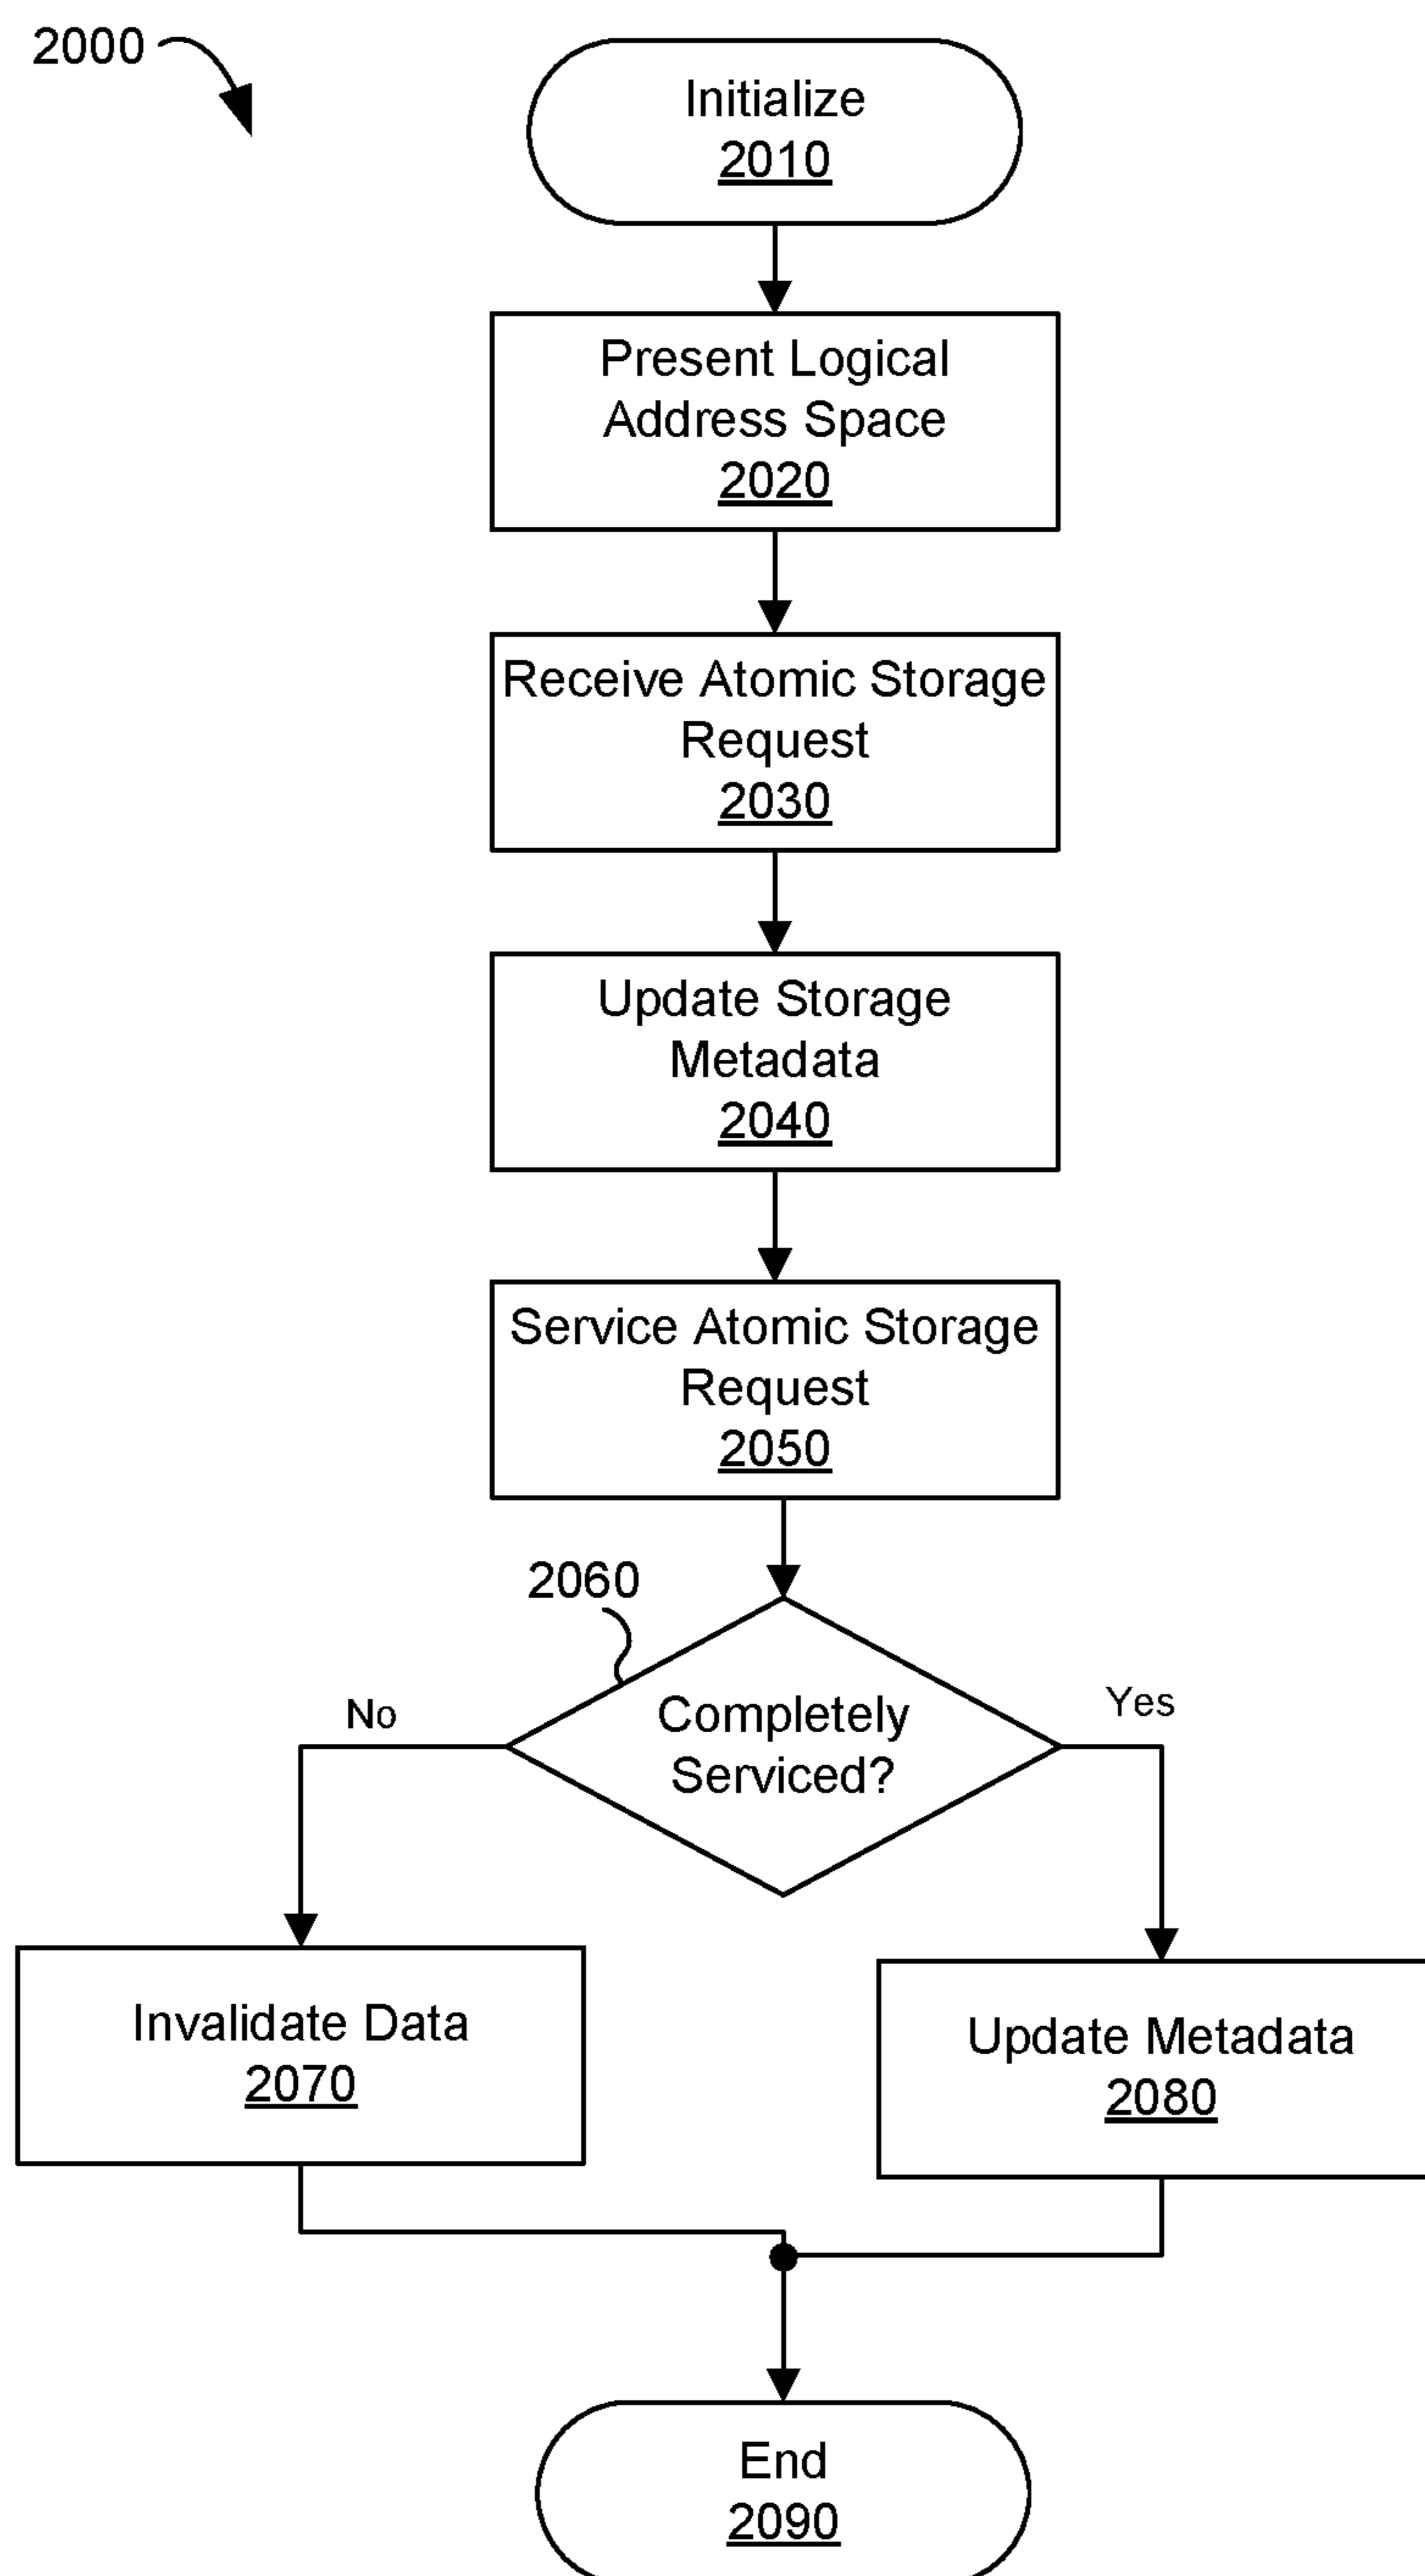 2000
Initialize
2010
Present Logical
Address Space
2020
Receive Atomic Storage
Request
2030
Update Storage
Metadata
2040
Service Atomic Storage
Request
2050
2060
Completely
Serviced?
No
Yes
Invalidate Data
2070
Update Metadata
2080
End
2090